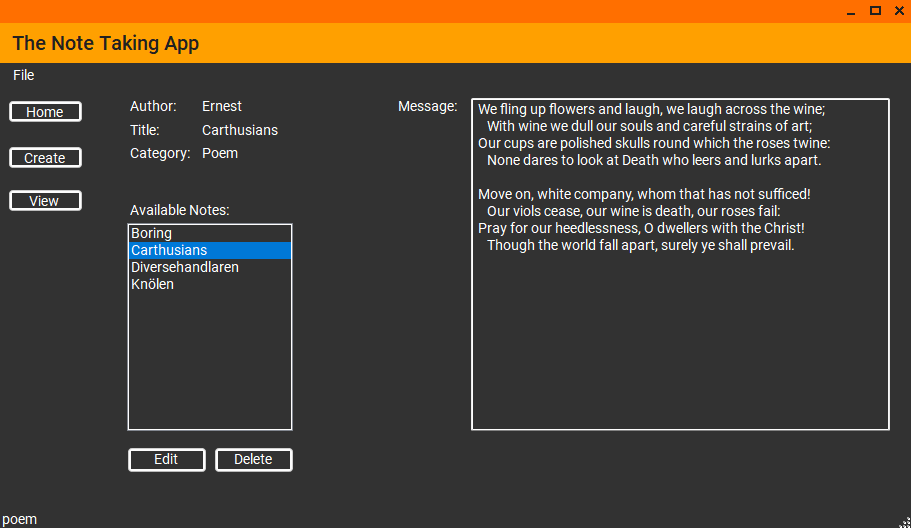 The Note Taking App
File
Home
Create
View
Author: Ernest
Title: Carthusians
Category: Poem
Available Notes:
Boring
Carthusians
Diversehandlaren
Knölen
Edit
Delete
Message:
We fling up flowers and laugh, we laugh across the wine;
With wine we dull our souls and careful strains of art;
Our cups are polished skulls round which the roses twine:
None dares to look at Death who leers and lurks apart.
Move on, white company, whom that has not sufficed!
Our viols cease, our wine is death, our roses fail:
Pray for our heedlessness, O dwellers with the Christ!
Though the world fall apart, surely ye shall prevail.
poem